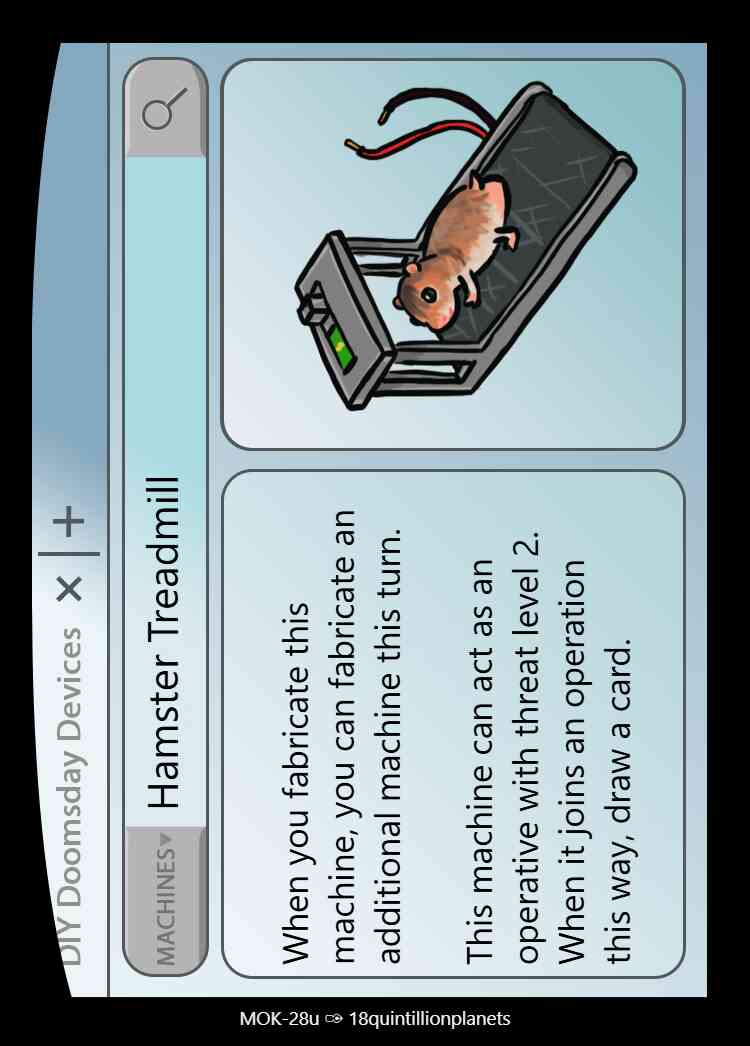 DIY Doomsday Devices × | +
MACHINES▾ Hamster Treadmill
When you fabricate this
machine, you can fabricate an
additional machine this turn.
This machine can act as an
operative with threat level 2.
When it joins an operation
this way, draw a card.
MOK-28u ✑ 18quintillionplanets